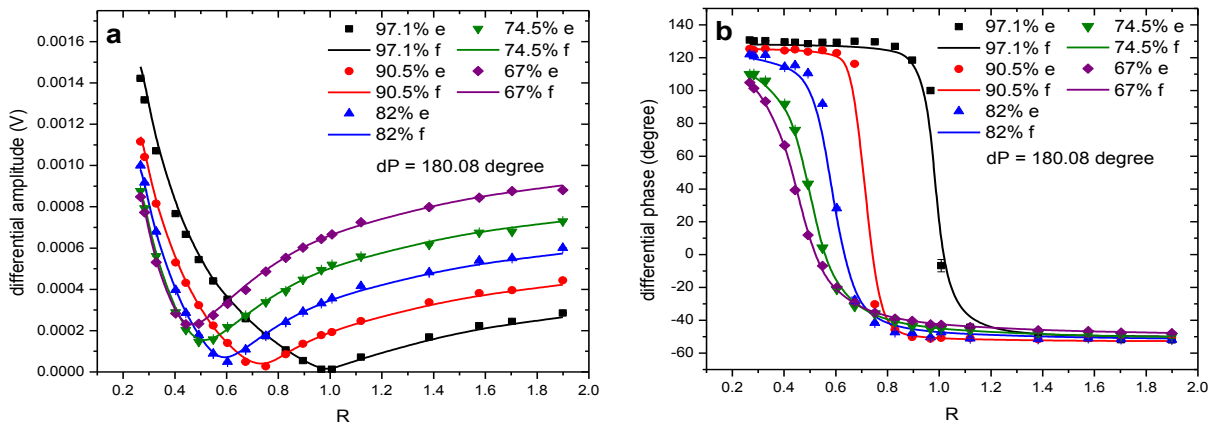 a
0.0016
0.0014
0.0012
0.0010
0.0008
0.0006
0.0004
0.0002
0.0000
differential amplitude (V)
97.1% e
97.1% f
90.5% e
90.5% f
82% e
82% f
74.5% e
74.5% f
67% e
67% f
dP = 180.08 degree
0.2 0.4 0.6 0.8 1.0 1.2 1.4 1.6 1.8 2.0
R
b
140
120
100
80
60
40
20
0
-20
-40
-60
differential phase (degree)
97.1% e
97.1% f
90.5% e
90.5% f
82% e
82% f
74.5% e
74.5% f
67% e
67% f
dP = 180.08 degree
0.2 0.4 0.6 0.8 1.0 1.2 1.4 1.6 1.8 2.0
R